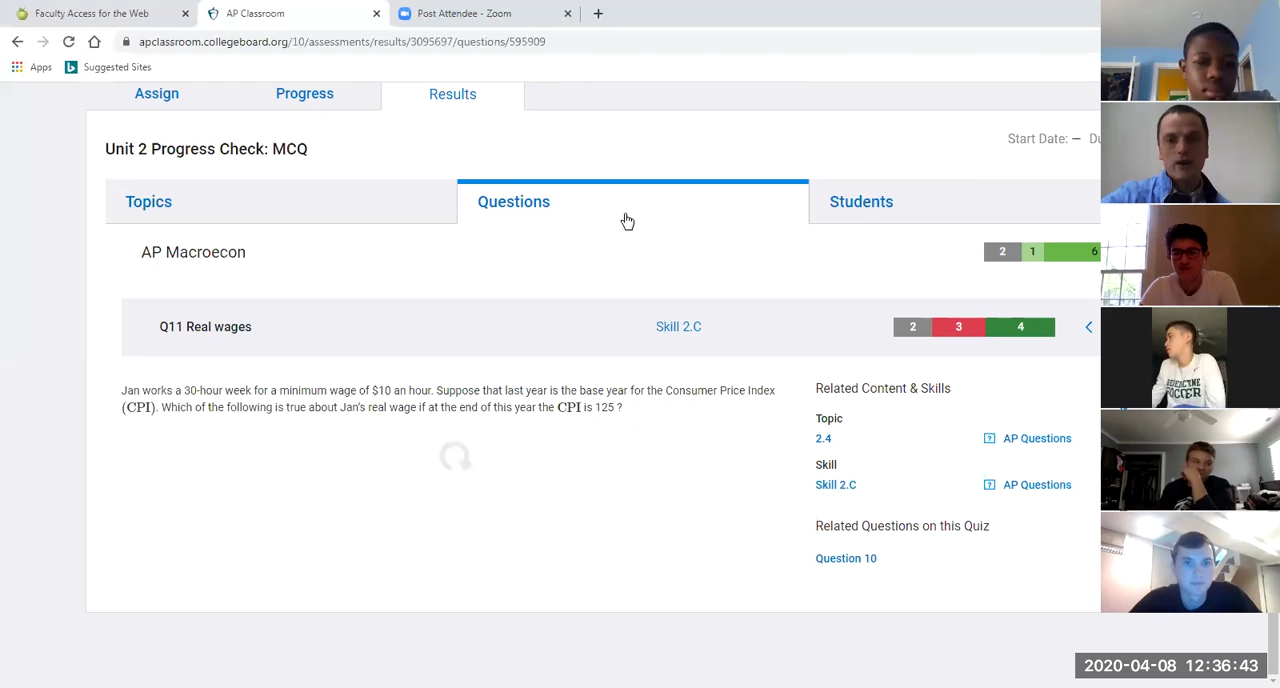 Faculty Access for the Web
AP Classroom
Post Attendee - Zoom
apclassroom.collegeboard.org/10/assessments/results/3095697/questions/595909
Apps
Suggested Sites
Assign
Progress
Results
Unit 2 Progress Check: MCQ
Start Date: — Du
Topics
Questions
Students
AP Macroecon
2 1 6
Q11 Real wages
Skill 2.C
2 3 4
Jan works a 30-hour week for a minimum wage of $10 an hour. Suppose that last year is the base year for the Consumer Price Index
(CPI). Which of the following is true about Jan's real wage if at the end of this year the CPI is 125 ?
Related Content & Skills
Topic
2.4
AP Questions
Skill
Skill 2.C
AP Questions
Related Questions on this Quiz
Question 10
BENEDICTINE
SOCCER
2020-04-08 12:36:43